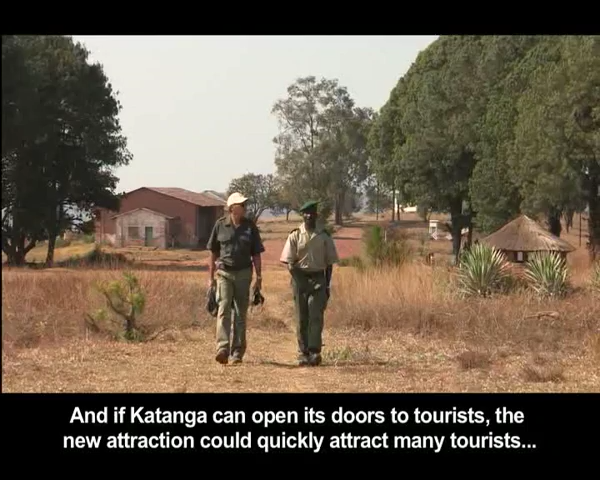 And if Katanga can open its doors to tourists, the
new attraction could quickly attract many tourists...